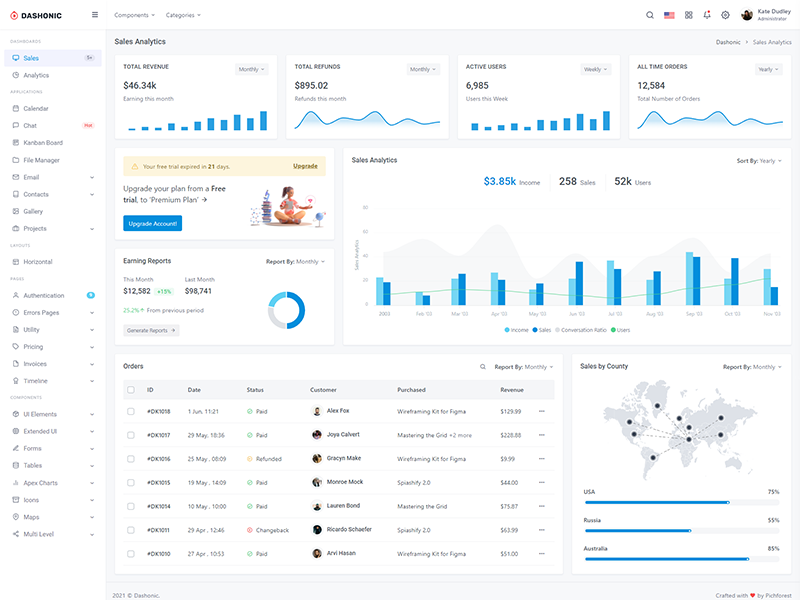 DASHONIC
Components
Categories
Kate Dudley
Administrator
DASHBOARDS
Sales
5+
Analytics
APPLICATIONS
Calendar
Chat
Hot
Kanban Board
File Manager
Email
Contacts
Gallery
Projects
LAYOUTS
Horizontal
PAGES
Authentication
Errors Pages
Utility
Pricing
Invoices
Timeline
COMPONENTS
UI Elements
Extended UI
Forms
Tables
Apex Charts
Icons
Maps
Multi Level
Sales Analytics
Dashonic > Sales Analytics
TOTAL REVENUE
Monthly
$46.34k
Earning this month
TOTAL REFUNDS
Monthly
$895.02
Refunds this month
ACTIVE USERS
Weekly
6,985
Users this Week
ALL TIME ORDERS
Yearly
12,584
Total Number of Orders
Your free trial expired in 21 days.
Upgrade
Upgrade your plan from a Free
trial, to 'Premium Plan' →
Upgrade Account!
Earning Reports
Report By: Monthly
This Month
$12,582 +15%
Last Month
$98,741
25.2% ↑ From previous period
Generate Reports →
Sales Analytics
Sort By: Yearly
$3.85k Income
258 Sales
52k Users
Sales Analytics
80
60
40
20
0
2003 Feb '03 Mar '03 Apr '03 May '03 Jun '03 Jul '03 Aug '03 Sep '03 Oct '03 Nov '03
Income Sales Conversation Ratio Users
Orders
Report By: Monthly
ID Date Status Customer Purchased Revenue
#DK1018 1 Jun, 11:21 Paid Alex Fox Wireframing Kit for Figma $129.99
#DK1017 29 May, 18:36 Paid Joya Calvert Mastering the Grid +2 more $228.88
#DK1016 25 May , 08:09 Refunded Gracyn Make Wireframing Kit for Figma $9.99
#DK1015 19 May , 14:09 Paid Monroe Mock Spiashify 2.0 $44.00
#DK1014 10 May , 10:00 Paid Lauren Bond Mastering the Grid $75.87
#DK1011 29 Apr , 12:46 Changeback Ricardo Schaefer Spiashify 2.0 $63.99
#DK1010 27 Apr , 10:53 Paid Arvi Hasan Wireframing Kit for Figma $51.00
Sales by County
Report By: Monthly
USA 75%
Russia 55%
Australia 85%
2021 © Dashonic.
Crafted with ❤ by Pichforest